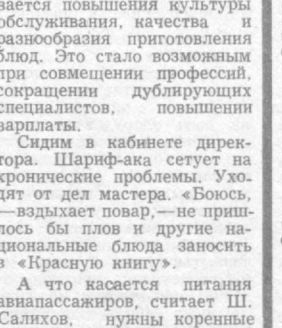 вается повышения культуры
обслуживания, качества и
разнообразия приготовления
блюд. Это стало возможным
при совмещении профессий,
сокращении дублирующих
специалистов, повышении
зарплаты.
Сидим в кабинете дирек-
тора. Шариф-ака сетует на
хронические проблемы. Ухо-
дят от дел мастера. «Боюсь,
—вздыхает повар,—не приш-
лось бы плов и другие на-
циональные блюда заносить
в «Красную книгу».
А что касается питания
авиапассажиров, считает Ш.
Салихов, нужны коренные